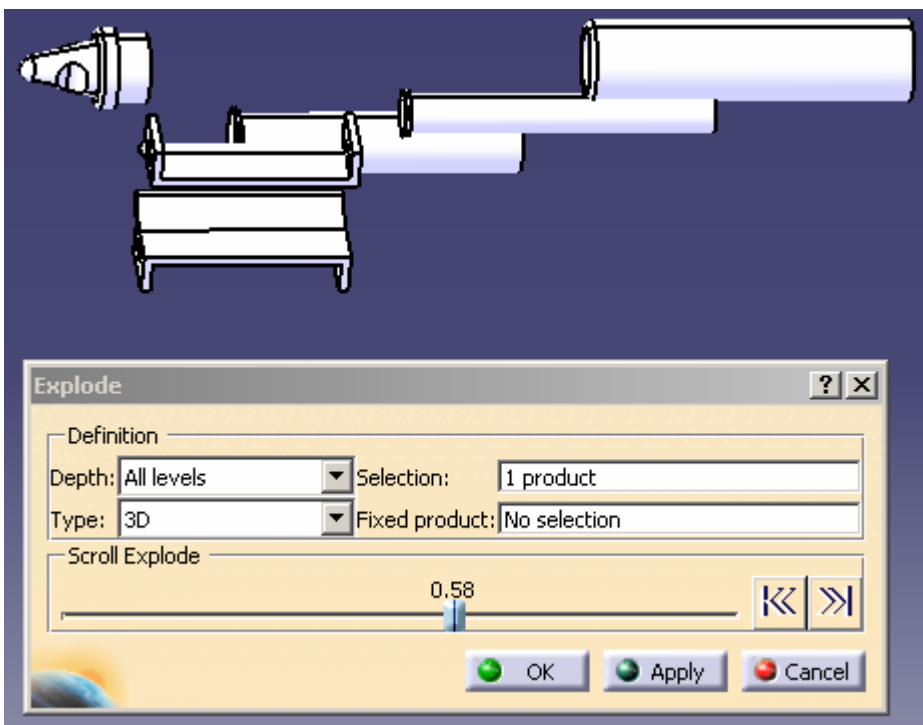 Explode
Definition
Depth: All levels Selection: 1 product
Type: 3D Fixed product: No selection
Scroll Explode
0.58
OK Apply Cancel